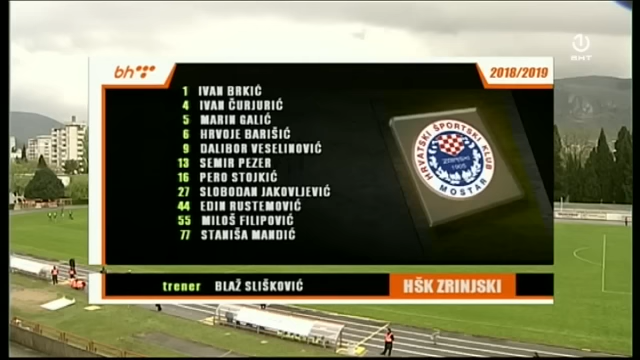 bh
2018/2019
1
BHT
1 IVAN BRKIĆ
4 IVAN ČURJURIĆ
5 MARIN GALIĆ
6 HRVOJE BARIŠIĆ
9 DALIBOR VESELINOVIĆ
13 SEMIR PEZER
16 PERO STOJKIĆ
27 SLOBODAN JAKOVLJEVIĆ
44 EDIN RUSTEMOVIĆ
55 MILOŠ FILIPOVIĆ
77 STANIŠA MANDIĆ
HRVATSKI ŠPORTSKI KLUB
ZRINJSKI
1905
MOSTAR
trener BLAŽ SLIŠKOVIĆ
HŠK ZRINJSKI